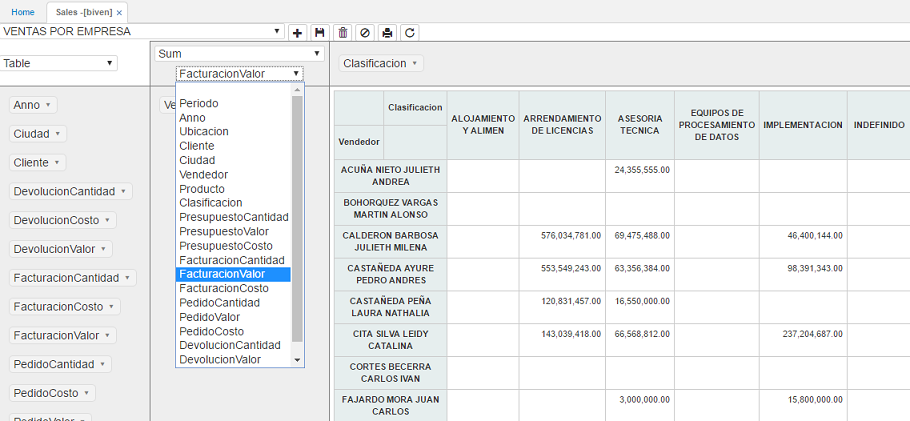 Home
Sales -[biven] ×
VENTAS POR EMPRESA
Sum
Table
FacturacionValor
Clasificacion
Anno
Ciudad
Cliente
DevolucionCantidad
DevolucionCosto
DevolucionValor
FacturacionCantidad
FacturacionCosto
FacturacionValor
PedidoCantidad
PedidoCosto
PedidoValor
Ve
Periodo
Anno
Ubicacion
Cliente
Ciudad
Vendedor
Producto
Clasificacion
PresupuestoCantidad
PresupuestoValor
PresupuestoCosto
FacturacionCantidad
FacturacionValor
FacturacionCosto
PedidoCantidad
PedidoValor
PedidoCosto
DevolucionCantidad
DevolucionValor
Clasificacion
Vendedor
ALOJAMIENTO
Y ALIMEN
ARRENDAMIENTO
DE LICENCIAS
ASESORIA
TECNICA
EQUIPOS DE
PROCESAMIENTO
DE DATOS
IMPLEMENTACION
INDEFINIDO
ACUÑA NIETO JULIETH
ANDREA
24,355,555.00
BOHORQUEZ VARGAS
MARTIN ALONSO
CALDERON BARBOSA
JULIETH MILENA
576,034,781.00 69,475,488.00 46,400,144.00
CASTAÑEDA AYURE
PEDRO ANDRES
553,549,243.00 63,356,384.00 98,391,343.00
CASTAÑEDA PEÑA
LAURA NATHALIA
120,831,457.00 16,550,000.00
CITA SILVA LEIDY
CATALINA
143,039,418.00 66,568,812.00 237,204,687.00
CORTES BECERRA
CARLOS IVAN
FAJARDO MORA JUAN
CARLOS
3,000,000.00 15,800,000.00